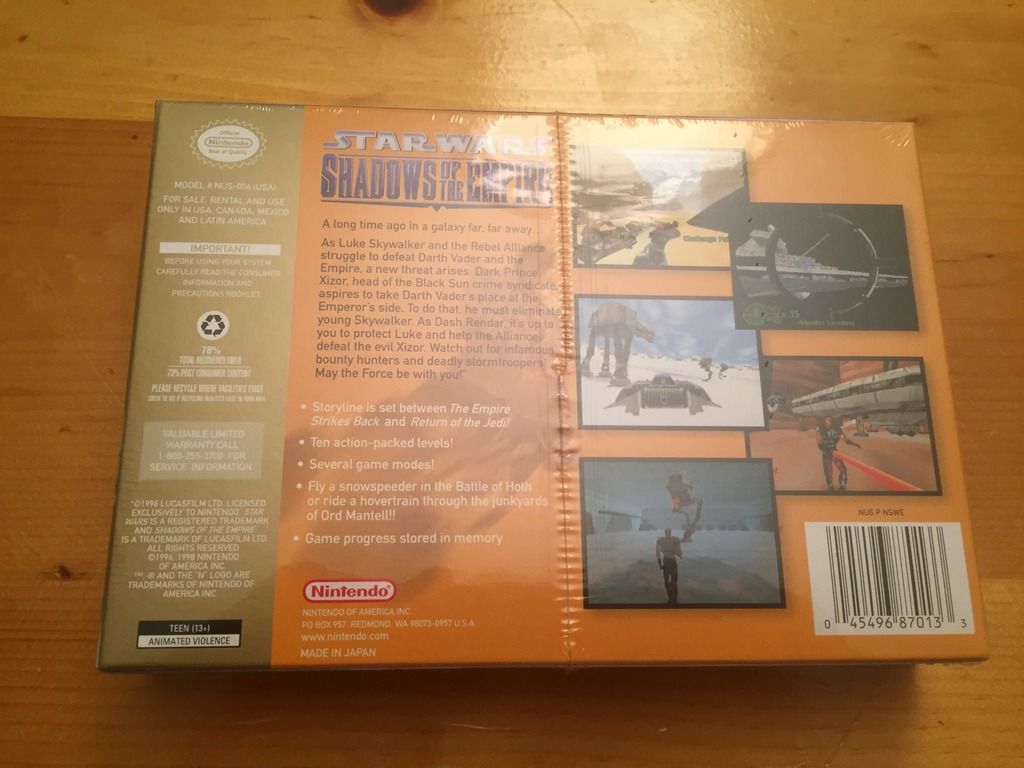 Official
Nintendo
Seal of Quality
MODEL # NUS-006 (USA)
FOR SALE, RENTAL AND USE
ONLY IN USA, CANADA, MEXICO
AND LATIN AMERICA
IMPORTANT!
BEFORE USING YOUR SYSTEM
CAREFULLY READ THE CONSUMER
INFORMATION AND
PRECAUTIONS BOOKLET.
78%
TOTAL RECOVERED FIBER
73% POST CONSUMER CONTENT
PLEASE RECYCLE WHERE FACILITIES EXIST
VALUABLE LIMITED
WARRANTY CALL
1-800-255-3700 FOR
SERVICE INFORMATION
©1996 LUCASFILM LTD. LICENSED
EXCLUSIVELY TO NINTENDO. STAR
WARS IS A REGISTERED TRADEMARK
AND SHADOWS OF THE EMPIRE
IS A TRADEMARK OF LUCASFILM LTD.
ALL RIGHTS RESERVED.
©1996, 1998 NINTENDO
OF AMERICA INC.
™, ® AND THE "N" LOGO ARE
TRADEMARKS OF NINTENDO OF
AMERICA INC.
TEEN (13+)
ANIMATED VIOLENCE
STAR WARS
SHADOWS OF THE EMPIRE
A long time ago in a galaxy far, far away...
As Luke Skywalker and the Rebel Alliance
struggle to defeat Darth Vader and the
Empire, a new threat arises. Dark Prince
Xizor, head of the Black Sun crime syndicate,
aspires to take Darth Vader's place at the
Emperor's side. To do that, he must eliminate
young Skywalker. As Dash Rendar, it's up to
you to protect Luke and help the Alliance
defeat the evil Xizor. Watch out for infamous
bounty hunters and deadly stormtroopers!
May the Force be with you!
• Storyline is set between The Empire
Strikes Back and Return of the Jedi!
• Ten action-packed levels!
• Several game modes!
• Fly a snowspeeder in the Battle of Hoth
or ride a hovertrain through the junkyards
of Ord Mantell!!
• Game progress stored in memory
Nintendo®
NINTENDO OF AMERICA INC.
PO BOX 957, REDMOND, WA 98073-0957 U.S.A.
www.nintendo.com
MADE IN JAPAN
Challenge
x 15
NUS P NSWE
0 45496 87013 3